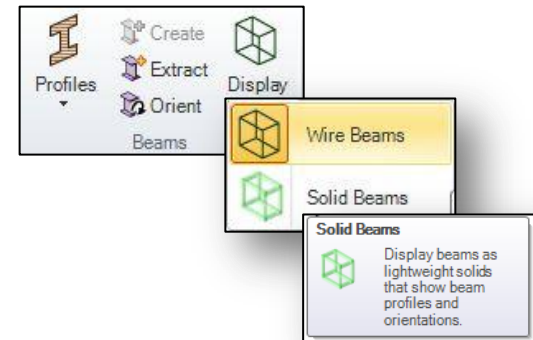 Profiles
Create
Extract
Orient
Display
Beams
Wire Beams
Solid Beams
Solid Beams
Display beams as
lightweight solids
that show beam
profiles and
orientations.